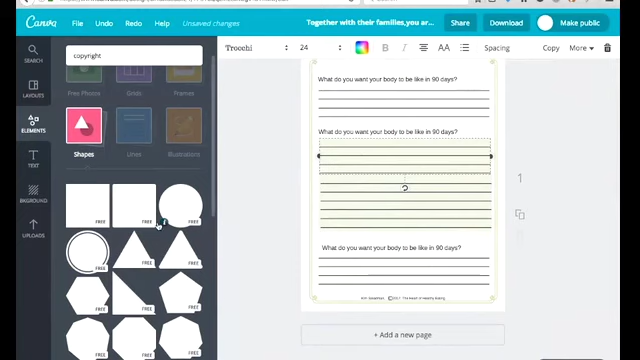 Canva
File
Undo
Redo
Help
Unsaved changes
Together with their families,you ar...
Share
Download
Make public
SEARCH
LAYOUTS
ELEMENTS
TEXT
BKGROUND
UPLOADS
copyright
Free Photos
Grids
Frames
Shapes
Lines
Illustrations
FREE
FREE
FREE
FREE
FREE
FREE
FREE
FREE
FREE
FREE
FREE
FREE
Trocchi
24
B
I
AA
Spacing
Copy
More
What do you want your body to be like in 90 days?
What do you want your body to be like in 90 days?
What do you want your body to be like in 90 days?
1
+ Add a new page